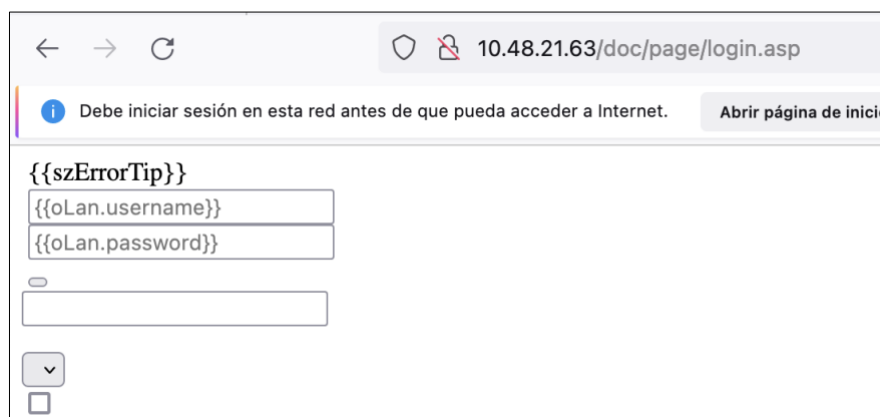 10.48.21.63/doc/page/login.asp
Debe iniciar sesión en esta red antes de que pueda acceder a Internet.
Abrir página de inici
{{szErrorTip}}
{{oLan.username}}
{{oLan.password}}